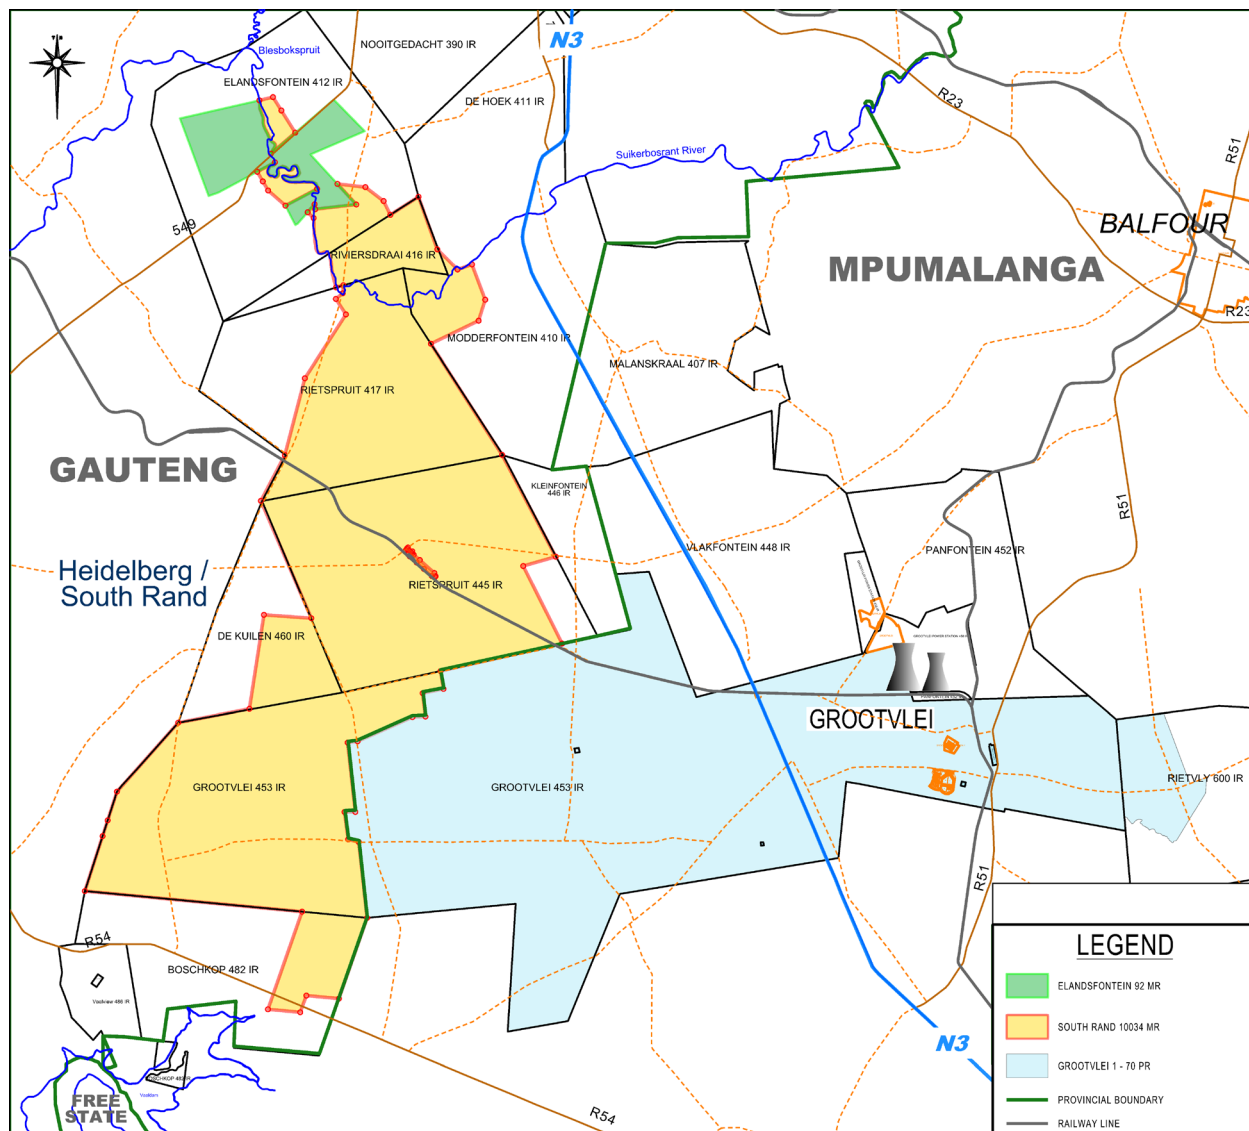 N3
NOOITGEDACHT 390 IR
Blesbokspruit
ELANDSFONTEIN 412 IR
DE HOEK 411 IR
R23
R51
Suikerbosrant River
549
BALFOUR
RIVIERSDRAAI 416 IR
MPUMALANGA
R23
MODDERFONTEIN 410 IR
MALANSKRAAL 407 IR
RIETSPRUIT 417 IR
GAUTENG
KLEINFONTEIN
446 IR
R51
VLAKFONTEIN 448 IR
PANFONTEIN 452 IR
Heidelberg /
South Rand
RIETSPRUIT 445 IR
DE KUILEN 460 IR
GROOTVLEI
GROOTVLEI 453 IR
GROOTVLEI 453 IR
RIETVLY 600 IR
R51
R54
BOSCHKOP 482 IR
LEGEND
ELANDSFONTEIN 92 MR
SOUTH RAND 10034 MR
GROOTVLEI 1 - 70 PR
PROVINCIAL BOUNDARY
RAILWAY LINE
N3
Vaaldam
FREE
STATE
R54